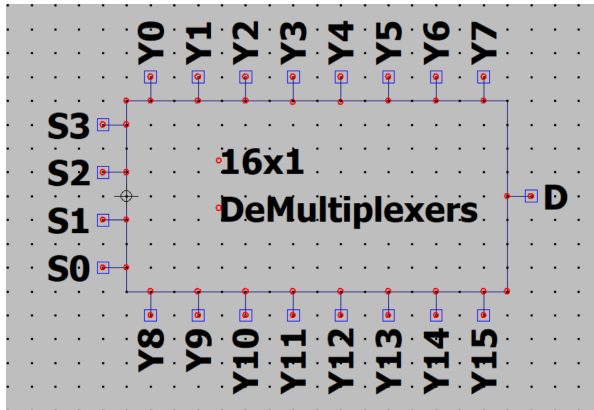 Y0 Y1 Y2 Y3 Y4 Y5 Y6 Y7
S3
16x1
S2
D
DeMultiplexers
S1
S0
Y8 Y9 Y10 Y11 Y12 Y13 Y14 Y15